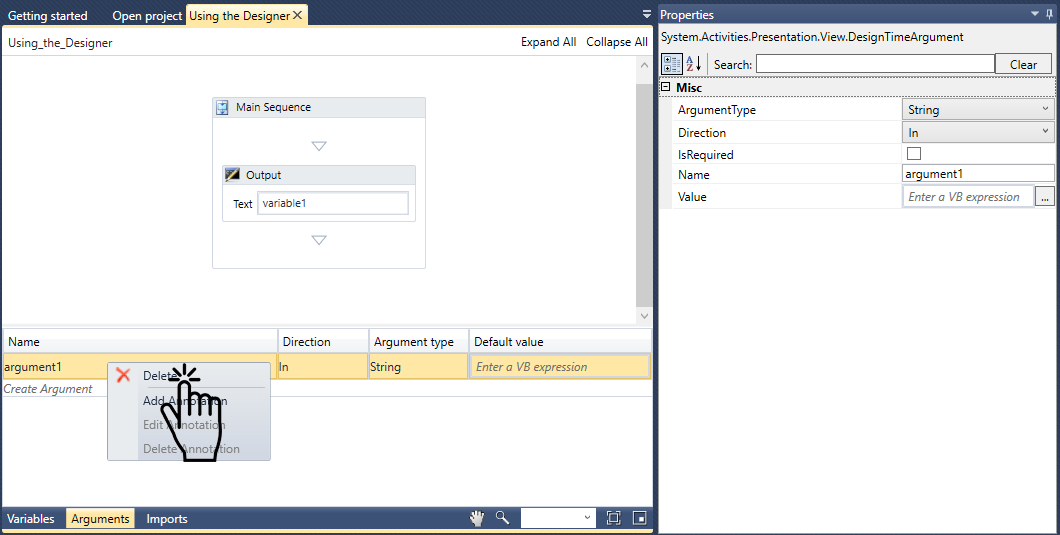 Getting started Open project Using the Designer
Using_the_Designer Expand All Collapse All
Main Sequence
Output
Text variable1
Name Direction Argument type Default value
argument1 In String Enter a VB expression
Create Argument
Delete
Add Annotation
Edit Annotation
Delete Annotation
Variables Arguments Imports
Properties
System.Activities.Presentation.View.DesignTimeArgument
Search: Clear
Misc
ArgumentType String
Direction In
IsRequired
Name argument1
Value Enter a VB expression ...